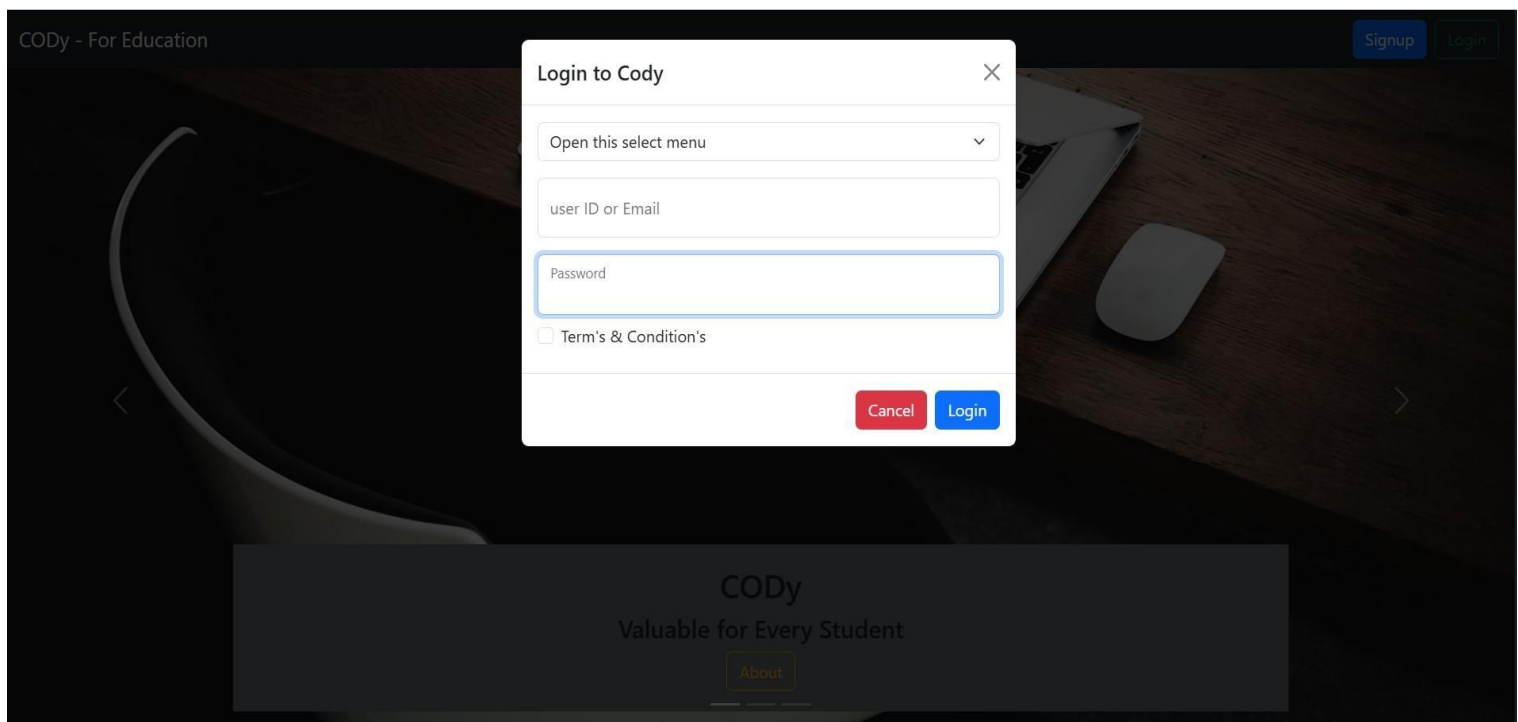 CODy - For Education
Signup
Login
Login to Cody
Open this select menu
user ID or Email
Password
Term's & Condition's
Cancel
Login
CODy
Valuable for Every Student
About